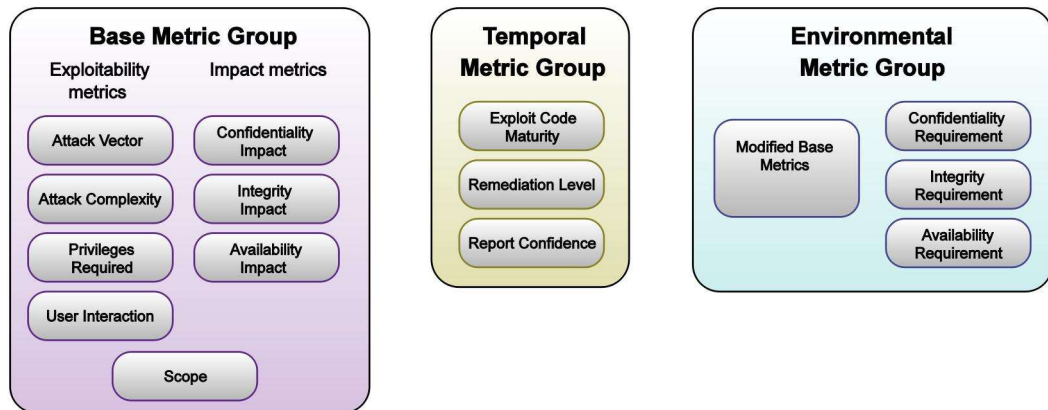 Base Metric Group
Exploitability
metrics
Impact metrics
Attack Vector
Attack Complexity
Privileges
Required
User Interaction
Confidentiality
Impact
Integrity
Impact
Availability
Impact
Scope
Temporal
Metric Group
Exploit Code
Maturity
Remediation Level
Report Confidence
Environmental
Metric Group
Modified Base
Metrics
Confidentiality
Requirement
Integrity
Requirement
Availability
Requirement